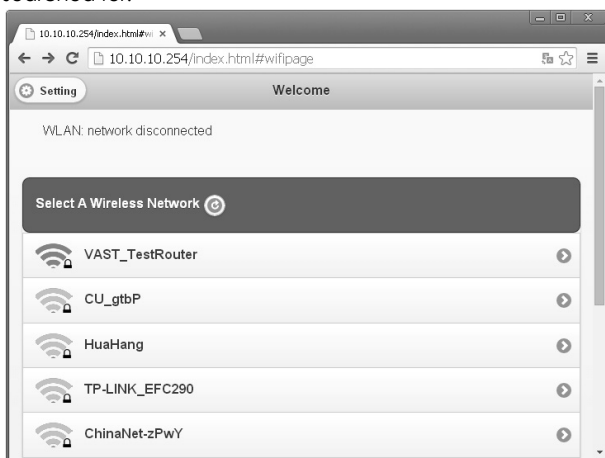 10.10.10.254/index.html#wi
10.10.10.254/index.html#wifipage
Setting
Welcome
WLAN: network disconnected
Select A Wireless Network
VAST_TestRouter
CU_gtbP
HuaHang
TP-LINK_EFC290
ChinaNet-zPwY